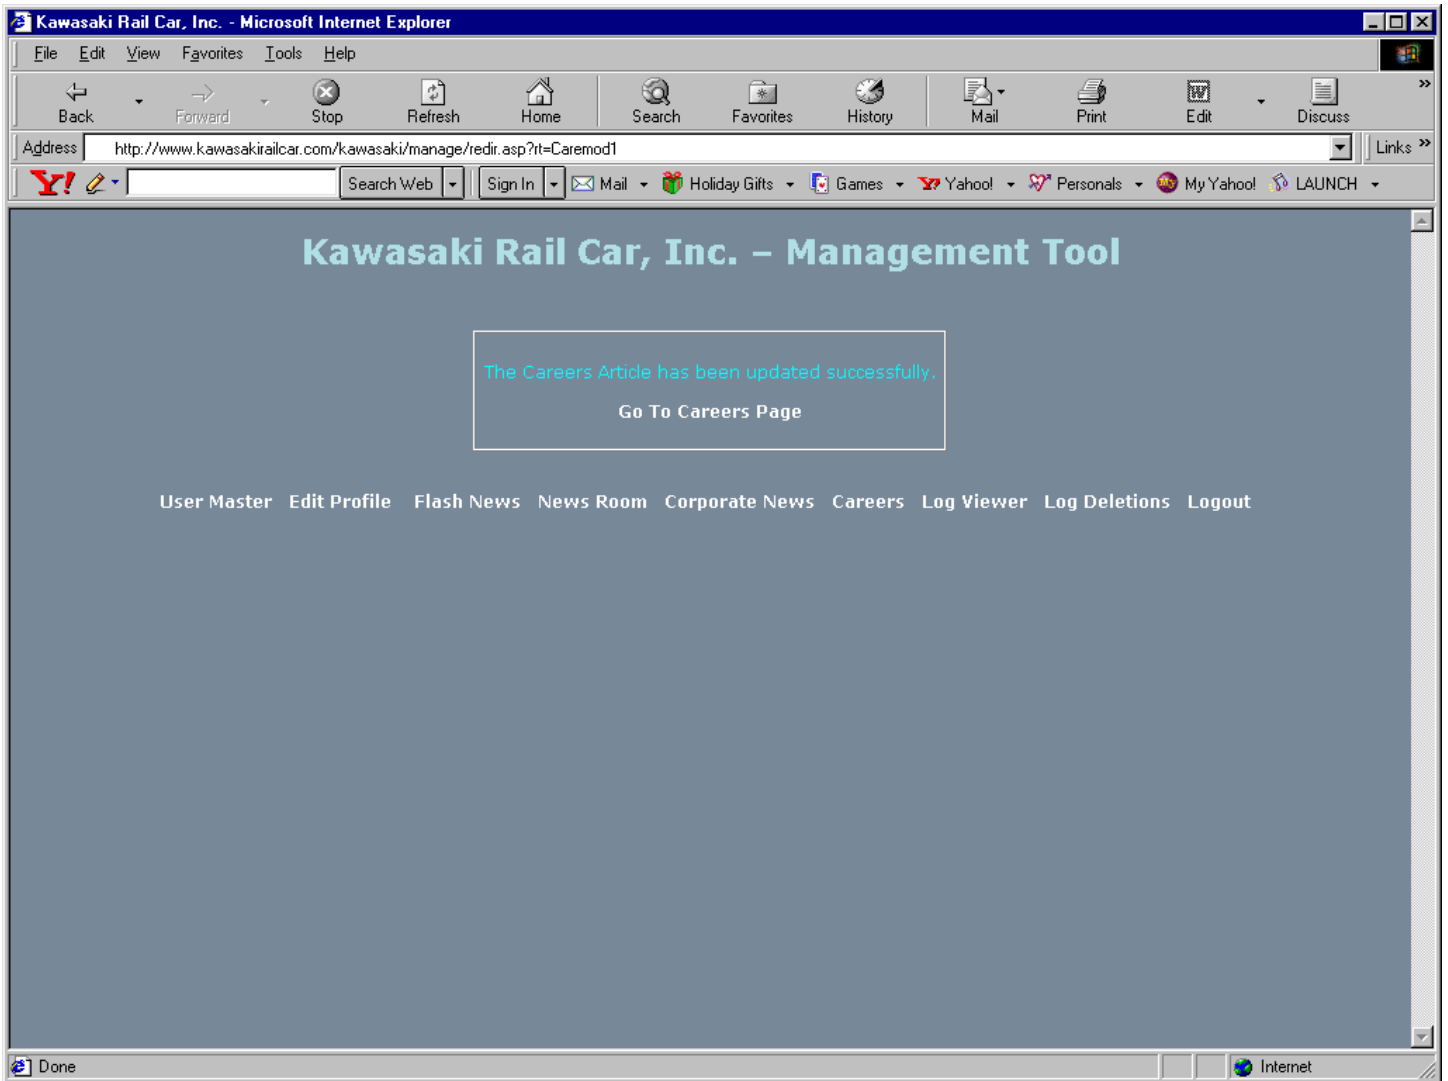 Kawasaki Rail Car, Inc. - Microsoft Internet Explorer
File Edit View Favorites Tools Help
Back Forward Stop Refresh Home Search Favorites History Mail Print Edit Discuss »
Address http://www.kawasakirailcar.com/kawasaki/manage/redir.asp?rt=Caremod1 Links »
Y! Search Web Sign In Mail Holiday Gifts Games Yahoo! Personals My Yahoo! LAUNCH
Kawasaki Rail Car, Inc. – Management Tool
The Careers Article has been updated successfully.
Go To Careers Page
User Master Edit Profile Flash News News Room Corporate News Careers Log Viewer Log Deletions Logout
Done Internet